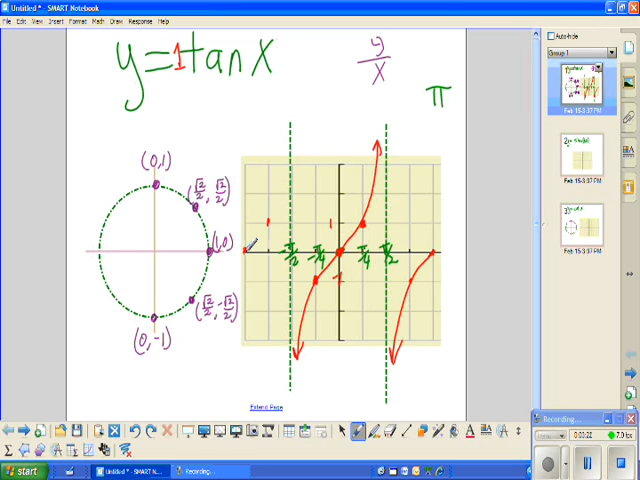 Untitled * - SMART Notebook
File Edit View Insert Format Draw Attachment Tools Response Help
y=1tanx
y/x
π
(0,1)
(√2/2, √2/2)
(1,0)
(√2/2, -√2/2)
(0,-1)
1
-π/2 -π/4 π/4 π/2
-1
Extend Page
Auto-hide
Group 1
Feb 15-3:37 PM
Feb 15-3:37 PM
Feb 15-3:37 PM
Recording...
0:03:22
start
Untitled * - SMART...
Recording...